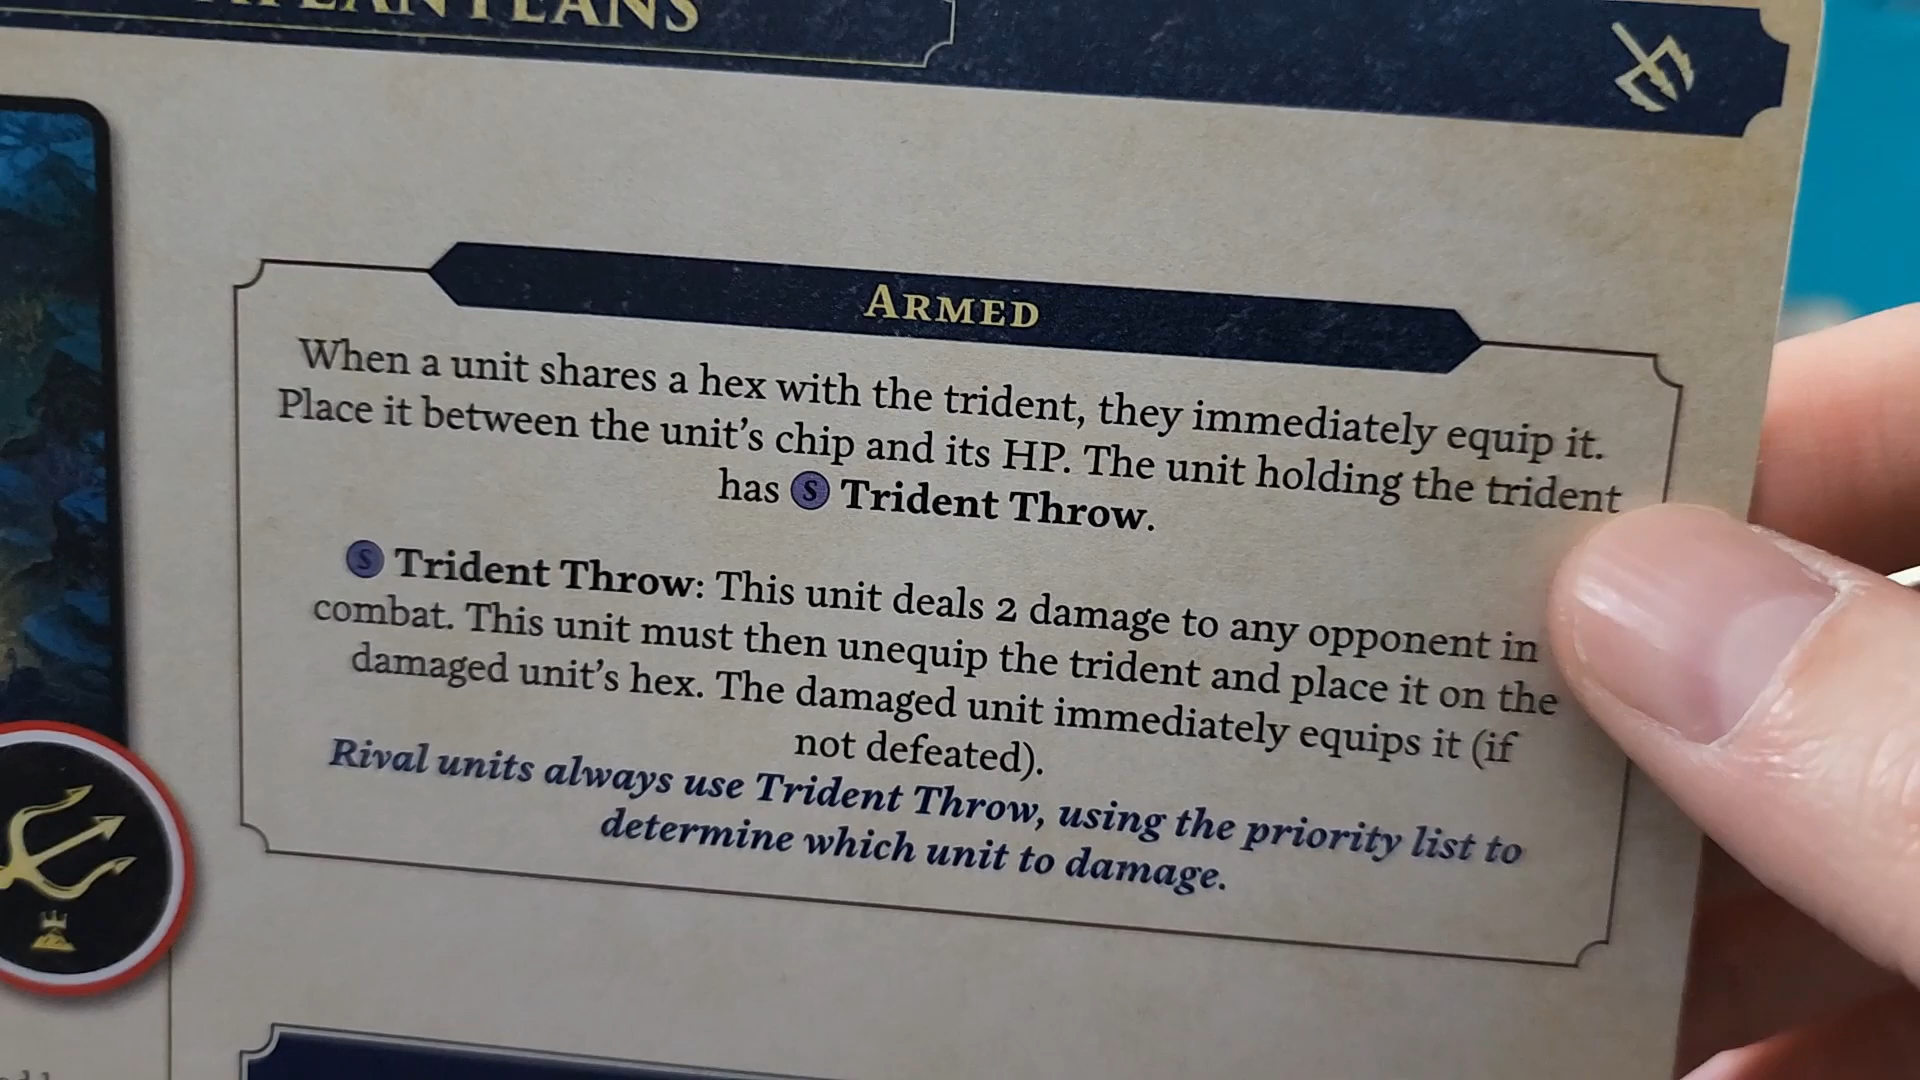 ARMED
When a unit shares a hex with the trident, they immediately equip it.
Place it between the unit's chip and its HP. The unit holding the trident
has S Trident Throw.
S Trident Throw: This unit deals 2 damage to any opponent in
combat. This unit must then unequip the trident and place it on the
damaged unit's hex. The damaged unit immediately equips it (if
not defeated).
Rival units always use Trident Throw, using the priority list to
determine which unit to damage.